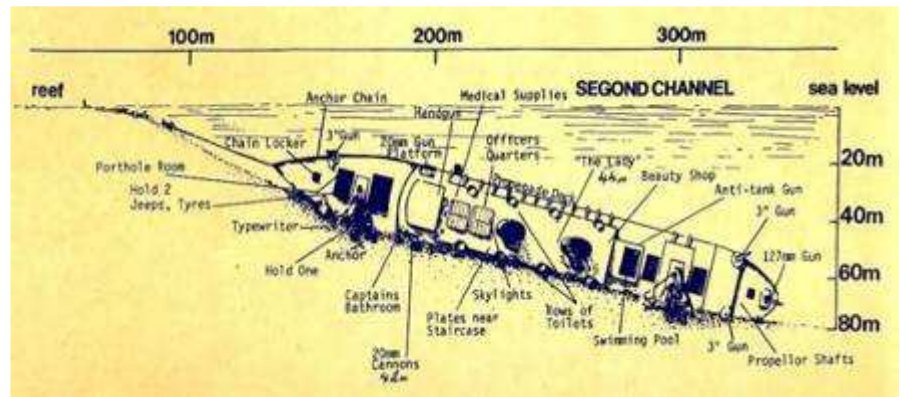 100m 200m 300m
reef
SEGOND CHANNEL
sea level
Anchor Chain
Medical Supplies
Handgun
Chain Locker
3"Gun
20mm Gun
Platform
Officers
Quarters
"The Lady"
44m
Beauty Shop
20m
Porthole Room
Hold 2
Jeeps, Tyres
Promenade Deck
Anti-tank Gun
3" Gun
40m
Typewriter
127mm Gun
Anchor
Hold One
60m
Captains
Bathroom
Skylights
Plates near
Staircase
Rows of
Toilets
Swimming Pool
3" Gun
80m
Propellor Shafts
20mm
Cannons